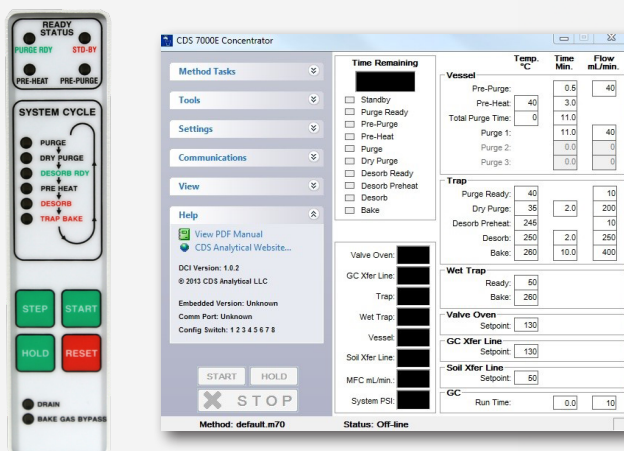 READY
STATUS
PURGE RDY STD-BY
PRE-HEAT PRE-PURGE
SYSTEM CYCLE
PURGE
DRY PURGE
DESORB RDY
PRE HEAT
DESORB
TRAP BAKE
STEP START
HOLD RESET
DRAIN
BAKE GAS BYPASS
CDS 7000E Concentrator
Method Tasks
Tools
Settings
Communications
View
Help
View PDF Manual
CDS Analytical Website...
DCI Version: 1.0.2
© 2013 CDS Analytical LLC
Embedded Version: Unknown
Comm Port: Unknown
Config Switch: 1 2 3 4 5 6 7 8
START HOLD
STOP
Method: default.m70 Status: Off-line
Time Remaining
Standby
Purge Ready
Pre-Purge
Pre-Heat
Purge
Dry Purge
Desorb Ready
Desorb Preheat
Desorb
Bake
Valve Oven:
GC Xfer Line:
Trap:
Wet Trap:
Vessel:
Soil Xfer Line:
MFC mL/min.:
System PSI:
Temp. Time Flow
°C Min. mL/min.
Vessel
Pre-Purge: 0.5 40
Pre-Heat: 40 3.0
Total Purge Time: 0 11.0
Purge 1: 11.0 40
Purge 2: 0.0 0
Purge 3: 0.0 0
Trap
Purge Ready: 40 10
Dry Purge: 35 2.0 200
Desorb Preheat: 245 10
Desorb: 250 2.0 250
Bake: 260 10.0 400
Wet Trap
Ready: 50
Bake: 260
Valve Oven
Setpoint: 130
GC Xfer Line
Setpoint: 130
Soil Xfer Line
Setpoint: 50
GC
Run Time: 0.0 10